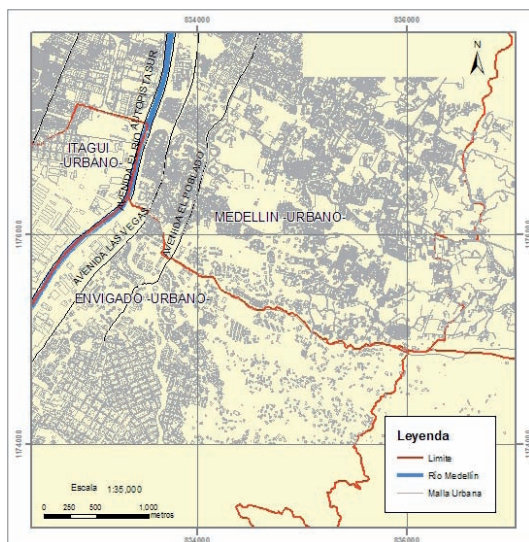 834000
836000
N
AVENIDA EL RIO AUTOPISTA SUR
ITAGUI
-URBANO-
AVENIDA EL POBLADO
MEDELLIN -URBANO-
1176000
1176000
AVENIDA LAS VEGAS
ENVIGADO -URBANO-
Leyenda
Limite
Río Medellín
Malla Urbana
1174000
1174000
Escala 1:35,000
0 250 500 1,000
metros
834000
836000